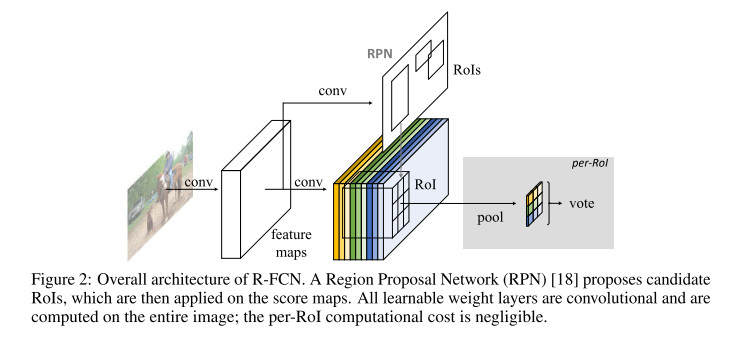 RPN
RoIs
conv
per-RoI
conv
conv
RoI
pool
vote
feature
maps
Figure 2: Overall architecture of R-FCN. A Region Proposal Network (RPN) [18] proposes candidate
RoIs, which are then applied on the score maps. All learnable weight layers are convolutional and are
computed on the entire image; the per-RoI computational cost is negligible.